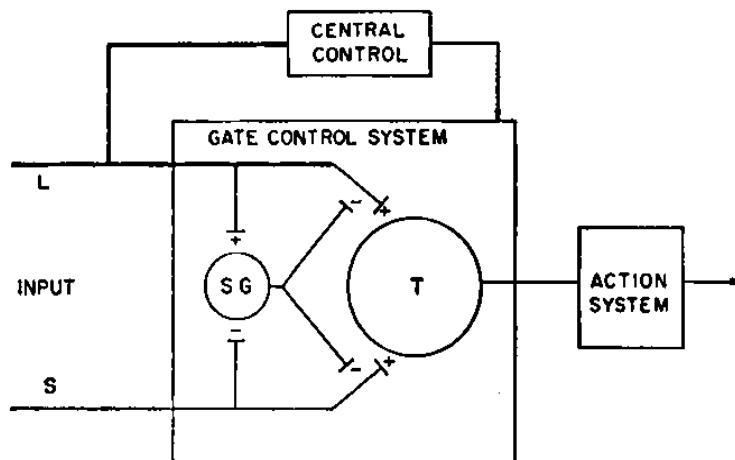 CENTRAL
CONTROL
GATE CONTROL SYSTEM
L
-
+
+
SG
T
INPUT
ACTION
SYSTEM
-
-
+
S